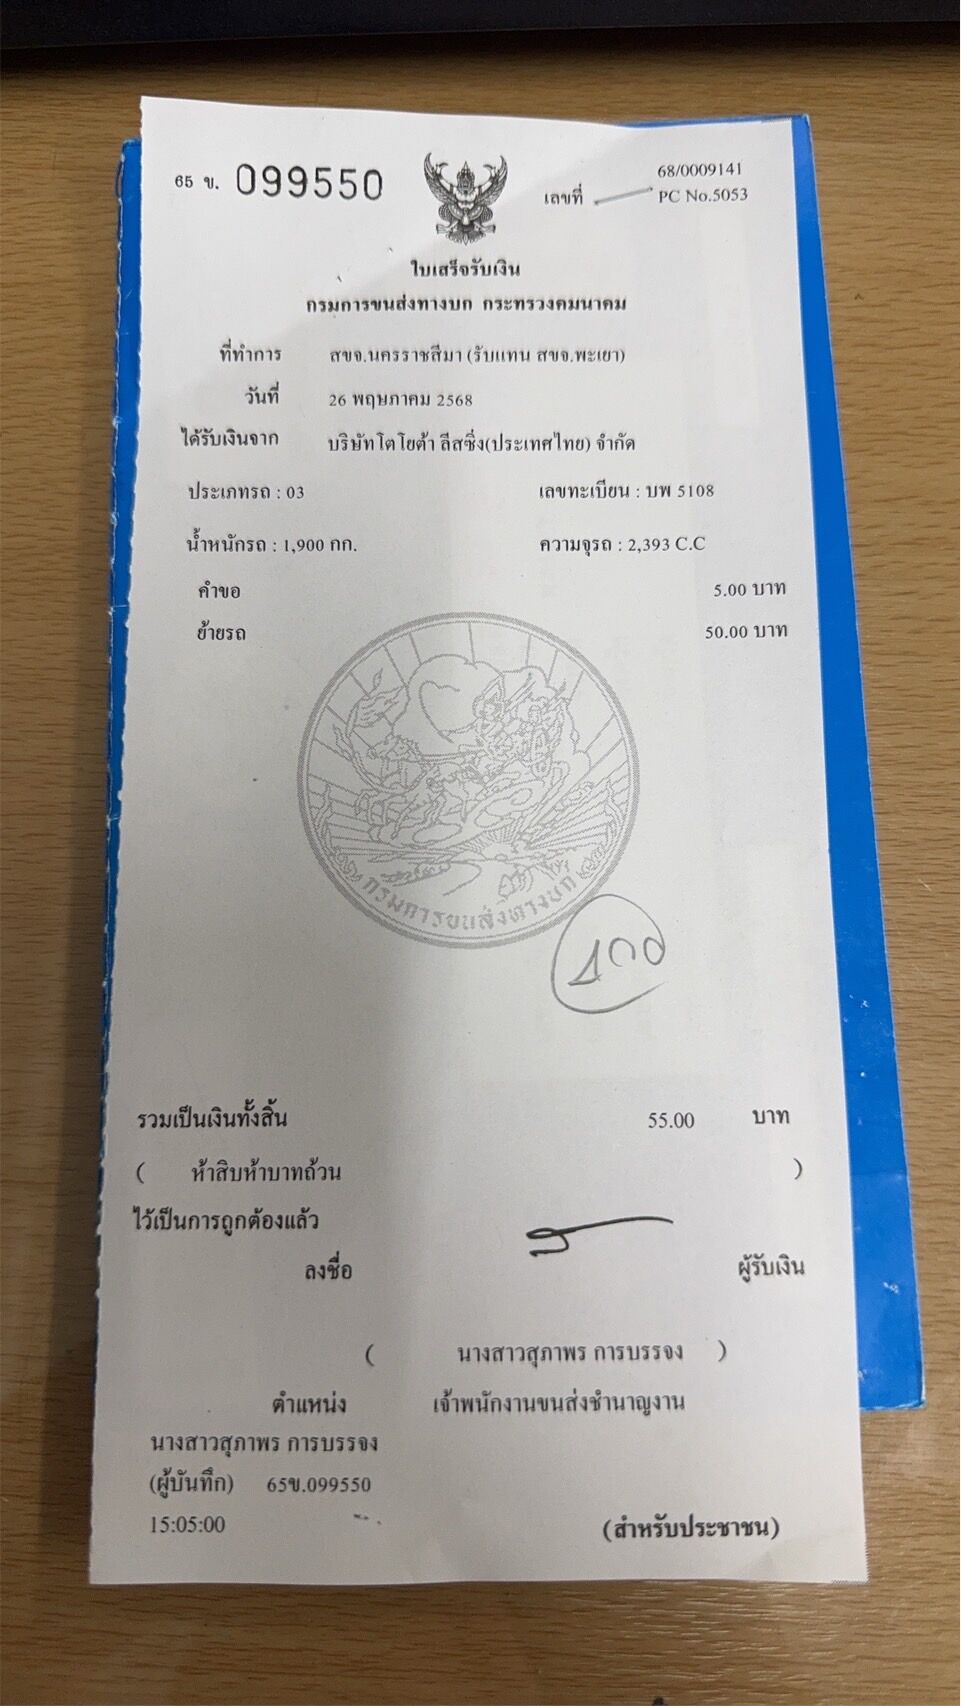 65 ข. 099550
68/0009141
เลขที่ PC No.5053
ใบเสร็จรับเงิน
กรมการขนส่งทางบก กระทรวงคมนาคม
ที่ทำการ สขจ.นครราชสีมา (รับแทน สขจ.พะเยา)
วันที่ 26 พฤษภาคม 2568
ได้รับเงินจาก บริษัทโตโยต้า ลีสซิ่ง(ประเทศไทย) จำกัด
ประเภทรถ : 03 เลขทะเบียน : บพ 5108
น้ำหนักรถ : 1,900 กก. ความจุรถ : 2,393 C.C
คำขอ 5.00 บาท
ย้ายรถ 50.00 บาท
กรมการขนส่งทางบก
รวมเป็นเงินทั้งสิ้น 55.00 บาท
( ห้าสิบห้าบาทถ้วน )
ไว้เป็นการถูกต้องแล้ว
ลงชื่อ ผู้รับเงิน
( นางสาวสุภาพร การบรรจง )
ตำแหน่ง เจ้าพนักงานขนส่งชำนาญงาน
นางสาวสุภาพร การบรรจง
(ผู้บันทึก) 65ข.099550
15:05:00
(สำหรับประชาชน)